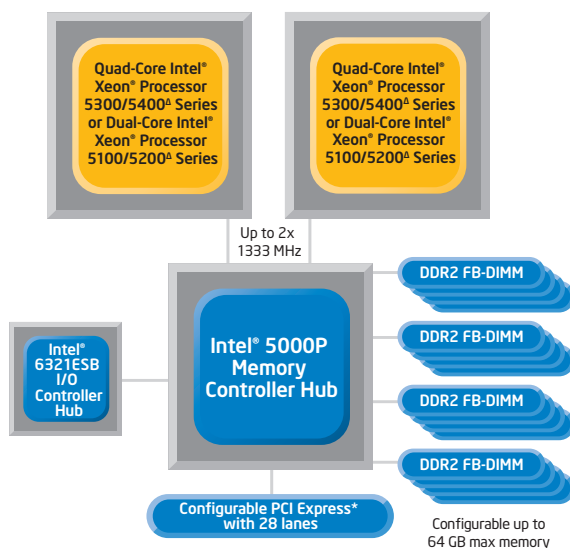 Quad-Core Intel®
Xeon® Processor
5300/5400Δ Series
or Dual-Core Intel®
Xeon® Processor
5100/5200Δ Series
Quad-Core Intel®
Xeon® Processor
5300/5400Δ Series
or Dual-Core Intel®
Xeon® Processor
5100/5200Δ Series
Up to 2x
1333 MHz
DDR2 FB-DIMM
DDR2 FB-DIMM
DDR2 FB-DIMM
DDR2 FB-DIMM
Intel® 5000P
Memory
Controller Hub
Intel®
6321ESB
I/O
Controller
Hub
Configurable PCI Express*
with 28 lanes
Configurable up to
64 GB max memory